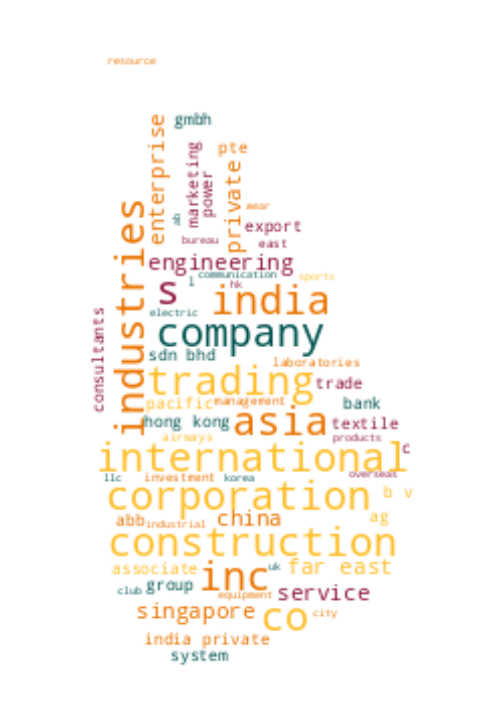 resource
enterprise
gmbh
marketing
power
pte
private
wear
ab
export
bureau
east
industries
engineering
communication
sports
l
hk
s
india
electric
company
consultants
sdn bhd
laboratories
trading
trade
pacific
management
bank
hong kong
asia
textile
airways
products
c
international
overseas
llc
investment
korea
corporation
b v
abb
industrial
china
ag
construction
associate
inc
uk
far east
club
group
equipment
service
singapore
co
city
india private
system